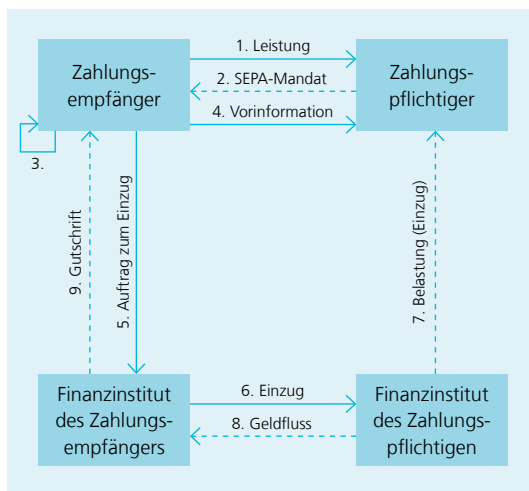 1. Leistung
Zahlungs-
empfänger
2. SEPA-Mandat
Zahlungs-
pflichtiger
4. Vorinformation
3.
9. Gutschrift
5. Auftrag zum Einzug
7. Belastung (Einzug)
Finanzinstitut
des Zahlungs-
empfängers
6. Einzug
8. Geldfluss
Finanzinstitut
des Zahlungs-
pflichtigen